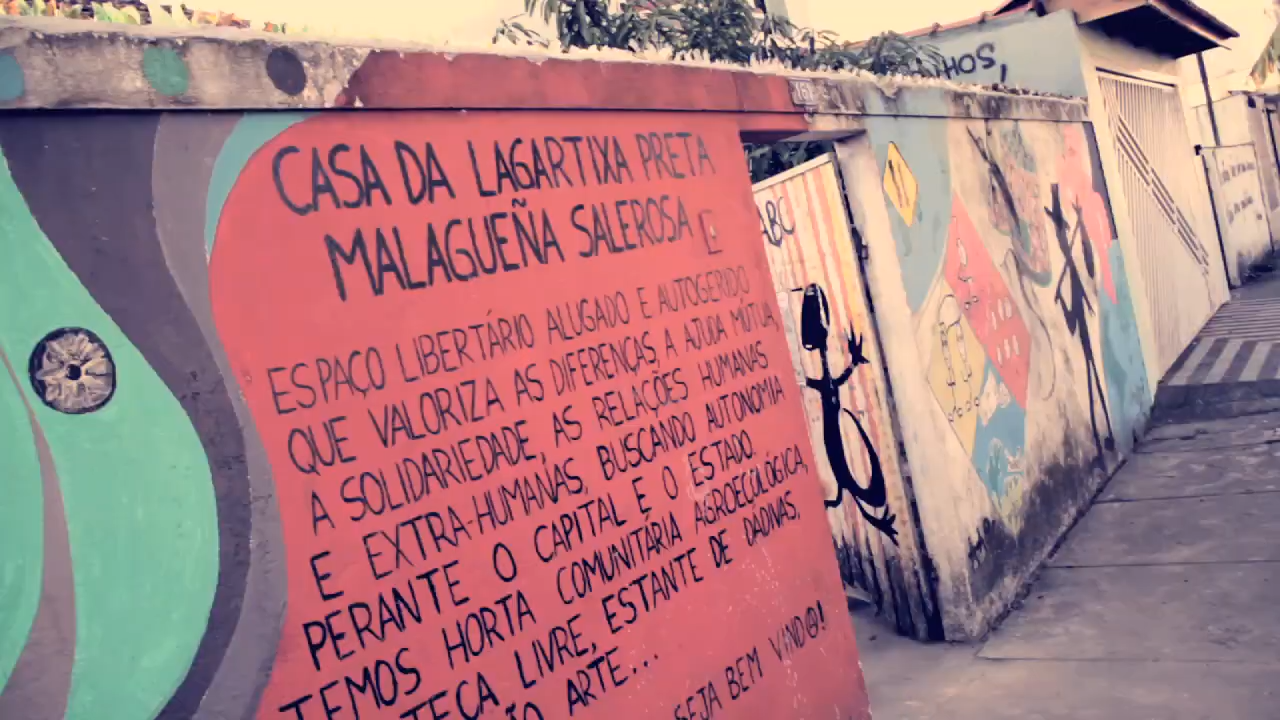 CASA DA LAGARTIXA PRETA
MALAGUEÑA SALEROSA
ESPAÇO LIBERTÁRIO ALUGADO E AUTOGERIDO
QUE VALORIZA AS DIFERENÇAS, A AJUDA MÚTUA,
A SOLIDARIEDADE, AS RELAÇÕES HUMANAS
E EXTRA-HUMANAS, BUSCANDO AUTONOMIA
PERANTE O CAPITAL E O ESTADO.
TEMOS HORTA COMUNITÁRIA AGROECOLÓGICA,
TECA LIVRE, ESTANTE DE DÁDIVAS,
ARTE...
SEJA BEM VIND@!
ABC